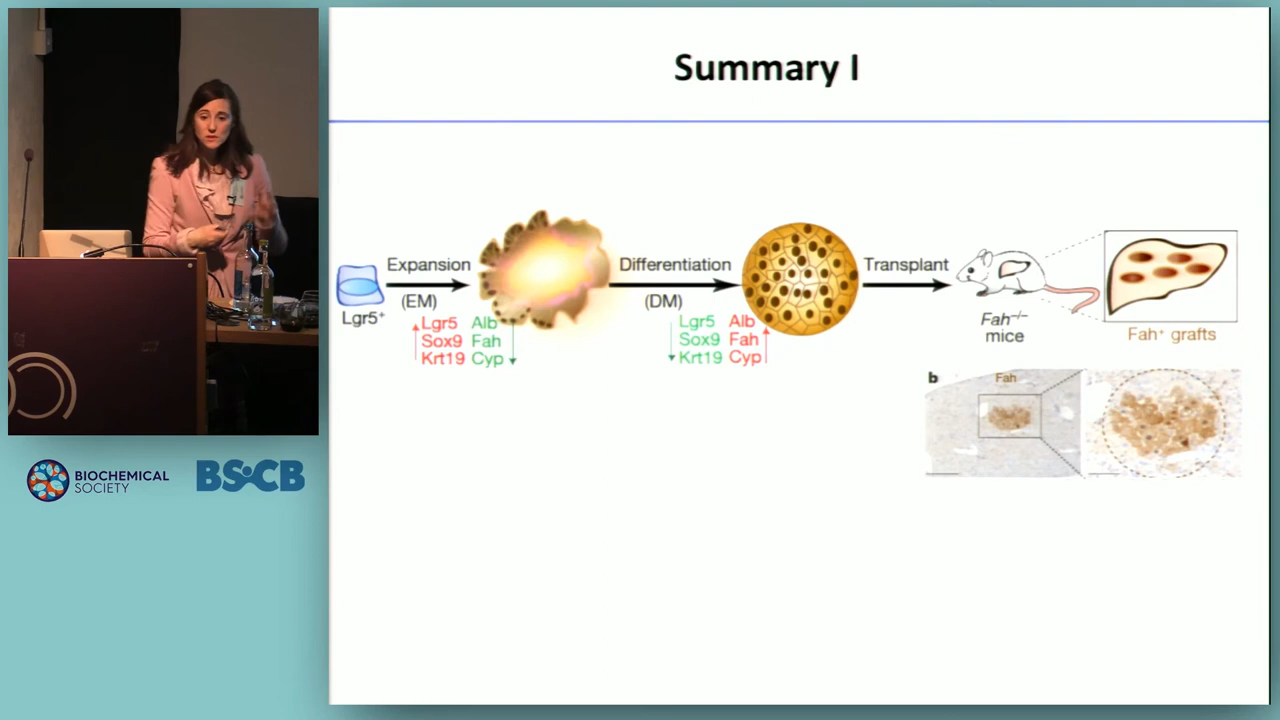 Summary I
Expansion
(EM)
Lgr5⁺
Lgr5 Alb
Sox9 Fah
Krt19 Cyp
Differentiation
(DM)
Lgr5 Alb
Sox9 Fah
Krt19 Cyp
Transplant
Fah⁻/⁻
mice
Fah⁺ grafts
b
Fah
BIOCHEMICAL
SOCIETY
BSCB